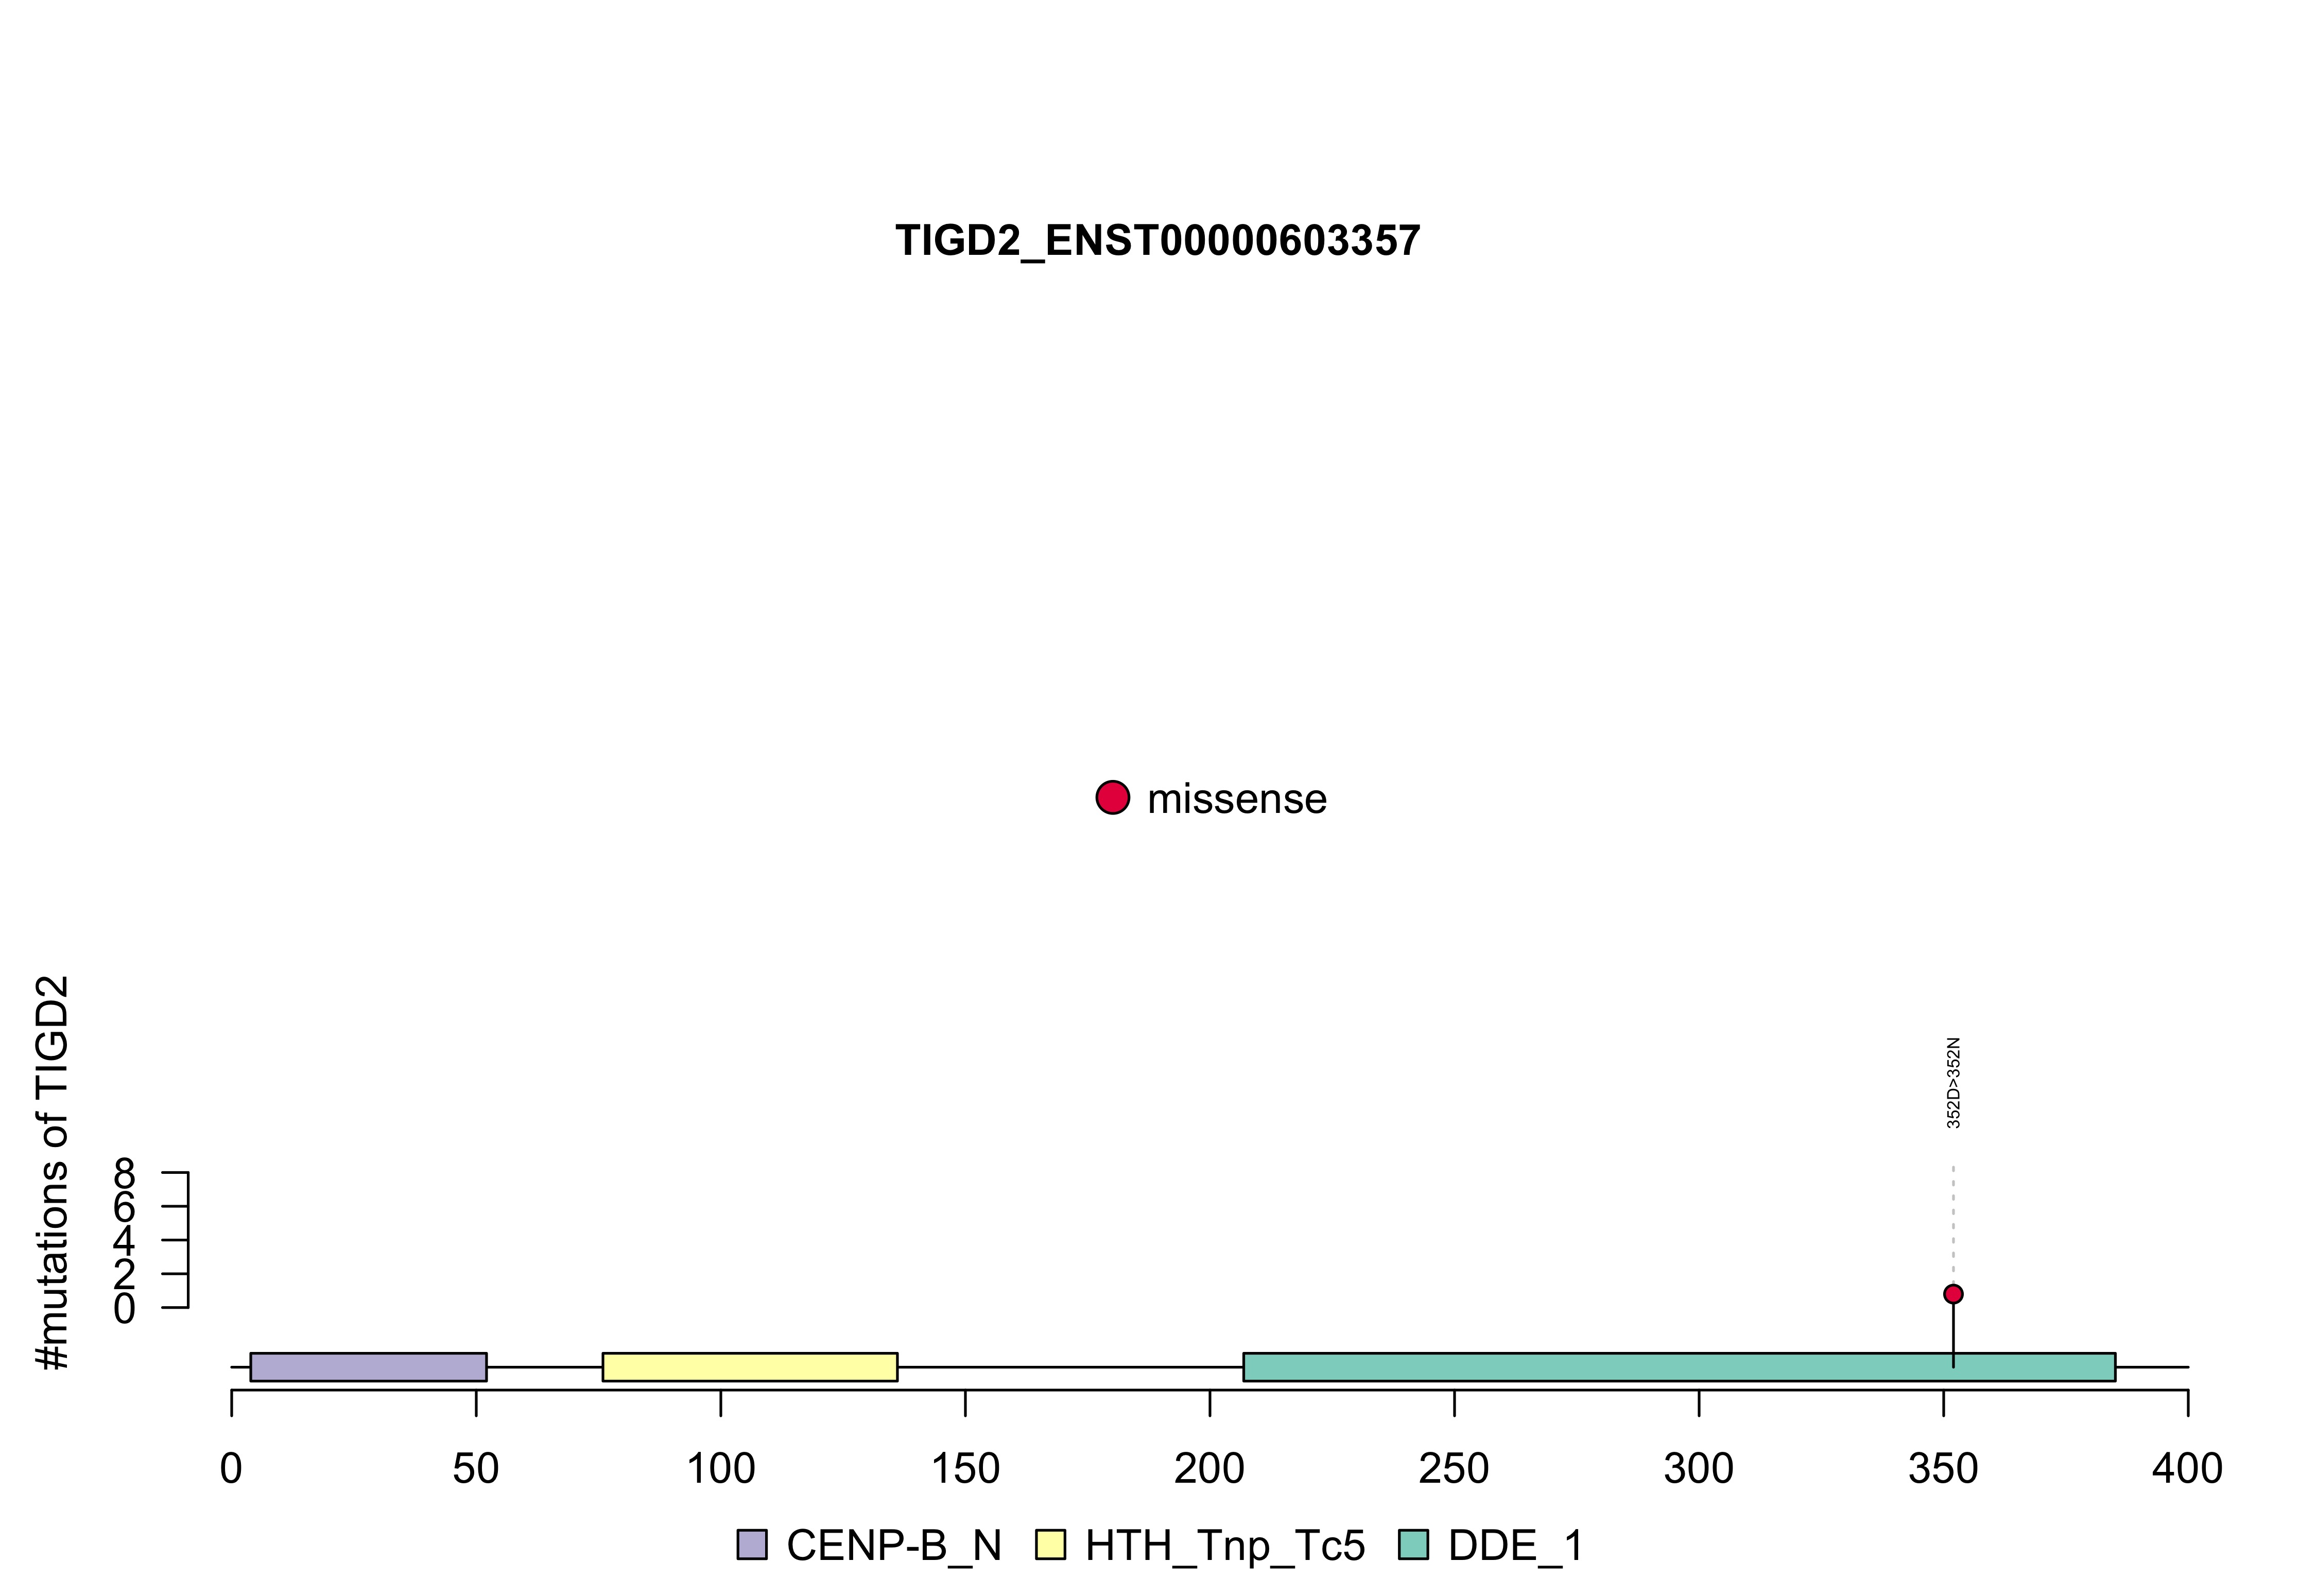 TIGD2_ENST00000603357
missense
#mutations of TIGD2
352D>352N
8
6
4
2
0
0 50 100 150 200 250 300 350 400
CENP-B_N HTH_Tnp_Tc5 DDE_1